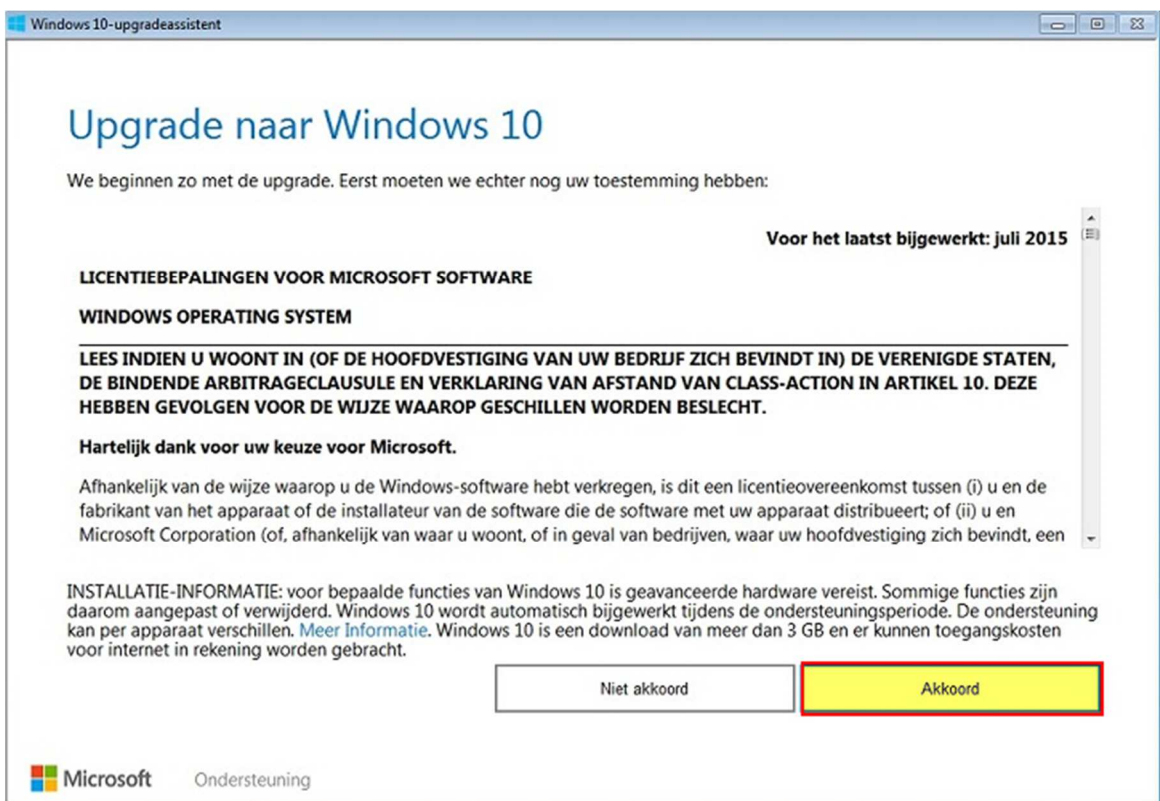 Windows 10-upgradeassistent
Upgrade naar Windows 10
We beginnen zo met de upgrade. Eerst moeten we echter nog uw toestemming hebben:
Voor het laatst bijgewerkt: juli 2015
LICENTIEBEPALINGEN VOOR MICROSOFT SOFTWARE
WINDOWS OPERATING SYSTEM
LEES INDIEN U WOONT IN (OF DE HOOFDVESTIGING VAN UW BEDRIJF ZICH BEVINDT IN) DE VERENIGDE STATEN,
DE BINDENDE ARBITRAGECLAUSULE EN VERKLARING VAN AFSTAND VAN CLASS-ACTION IN ARTIKEL 10. DEZE
HEBBEN GEVOLGEN VOOR DE WIJZE WAAROP GESCHILLEN WORDEN BESLECHT.
Hartelijk dank voor uw keuze voor Microsoft.
Afhankelijk van de wijze waarop u de Windows-software hebt verkregen, is dit een licentieovereenkomst tussen (i) u en de
fabrikant van het apparaat of de installateur van de software die de software met uw apparaat distribueert; of (ii) u en
Microsoft Corporation (of, afhankelijk van waar u woont, of in geval van bedrijven, waar uw hoofdvestiging zich bevindt, een
INSTALLATIE-INFORMATIE: voor bepaalde functies van Windows 10 is geavanceerde hardware vereist. Sommige functies zijn
daarom aangepast of verwijderd. Windows 10 wordt automatisch bijgewerkt tijdens de ondersteuningsperiode. De ondersteuning
kan per apparaat verschillen. Meer Informatie. Windows 10 is een download van meer dan 3 GB en er kunnen toegangskosten
voor internet in rekening worden gebracht.
Niet akkoord
Akkoord
Microsoft
Ondersteuning